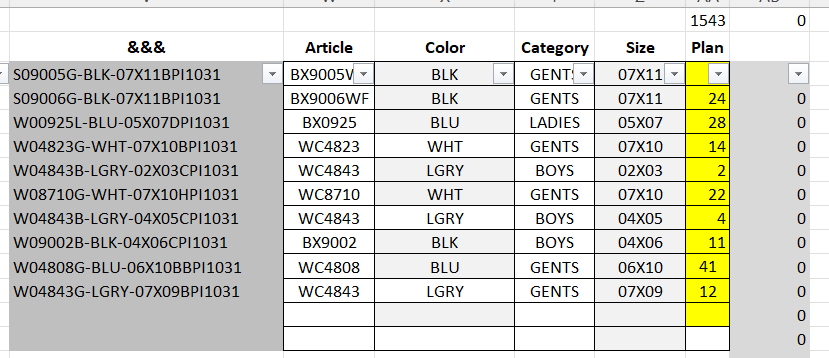 1543 0
&&& Article Color Category Size Plan
S09005G-BLK-07X11BPI1031 BX9005W BLK GENTS 07X11
S09006G-BLK-07X11BPI1031 BX9006WF BLK GENTS 07X11 24 0
W00925L-BLU-05X07DPI1031 BX0925 BLU LADIES 05X07 28 0
W04823G-WHT-07X10BPI1031 WC4823 WHT GENTS 07X10 14 0
W04843B-LGRY-02X03CPI1031 WC4843 LGRY BOYS 02X03 2 0
W08710G-WHT-07X10HPI1031 WC8710 WHT GENTS 07X10 22 0
W04843B-LGRY-04X05CPI1031 WC4843 LGRY BOYS 04X05 4 0
W09002B-BLK-04X06CPI1031 BX9002 BLK BOYS 04X06 11 0
W04808G-BLU-06X10BBPI1031 WC4808 BLU GENTS 06X10 41 0
W04843G-LGRY-07X09BPI1031 WC4843 LGRY GENTS 07X09 12 0
0
0